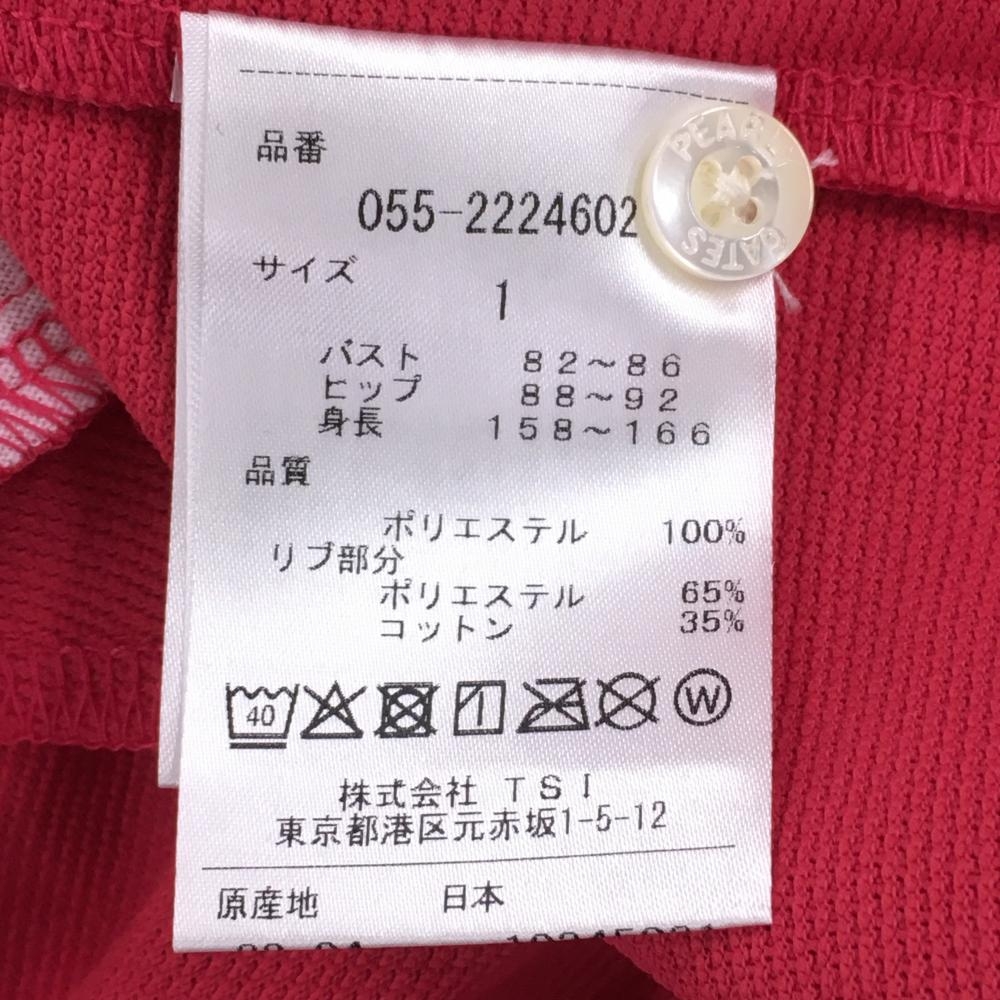 品番
055-2224602
PEARLY GATES
サイズ
1
バスト 82～86
ヒップ 88～92
身長 158～166
品質
ポリエステル 100%
リブ部分
ポリエステル 65%
コットン 35%
40 W
株式会社 TSI
東京都港区元赤坂1-5-12
原産地 日本